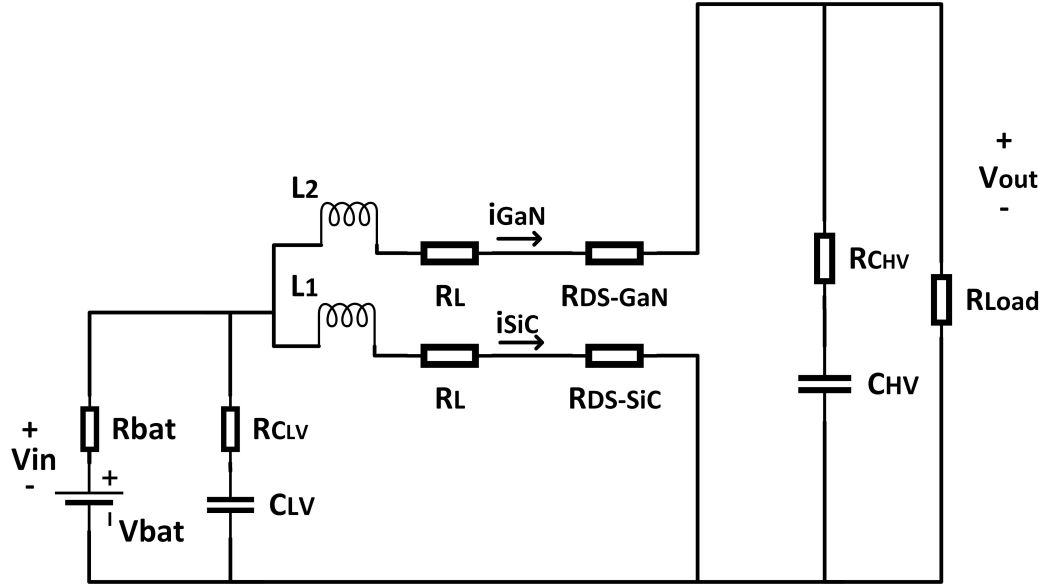 +
Vout
-
L2
iGaN
RCHV
RL
RDS-GaN
L1
iSiC
RLoad
CHV
RL
RDS-SiC
+
Vin
-
Rbat
RCLV
+
CLV
-
Vbat